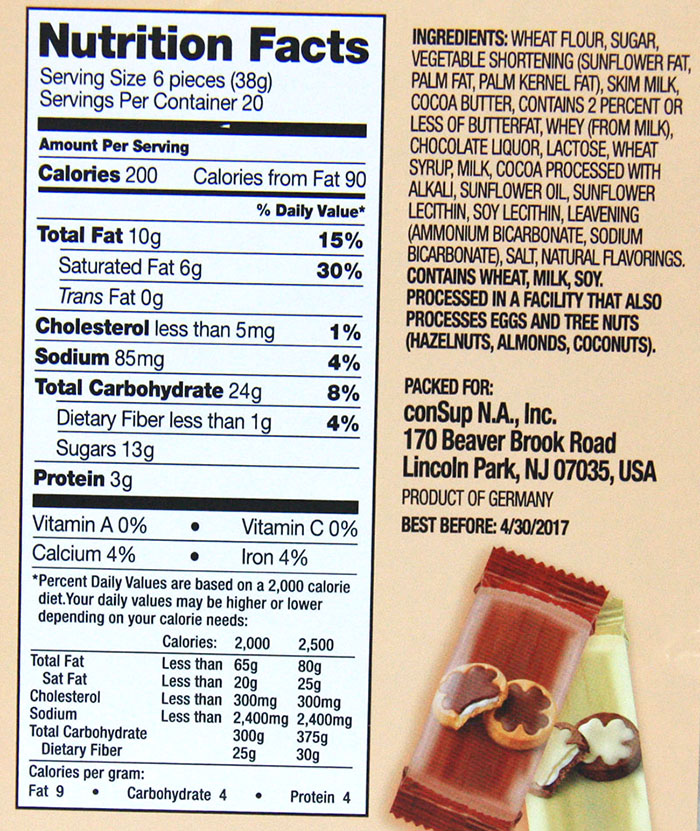 Nutrition Facts
Serving Size 6 pieces (38g)
Servings Per Container 20
Amount Per Serving
Calories 200 Calories from Fat 90
% Daily Value*
Total Fat 10g 15%
Saturated Fat 6g 30%
Trans Fat 0g
Cholesterol less than 5mg 1%
Sodium 85mg 4%
Total Carbohydrate 24g 8%
Dietary Fiber less than 1g 4%
Sugars 13g
Protein 3g
Vitamin A 0% • Vitamin C 0%
Calcium 4% • Iron 4%
*Percent Daily Values are based on a 2,000 calorie
diet.Your daily values may be higher or lower
depending on your calorie needs:
Calories: 2,000 2,500
Total Fat Less than 65g 80g
Sat Fat Less than 20g 25g
Cholesterol Less than 300mg 300mg
Sodium Less than 2,400mg 2,400mg
Total Carbohydrate 300g 375g
Dietary Fiber 25g 30g
Calories per gram:
Fat 9 • Carbohydrate 4 • Protein 4
INGREDIENTS: WHEAT FLOUR, SUGAR,
VEGETABLE SHORTENING (SUNFLOWER FAT,
PALM FAT, PALM KERNEL FAT), SKIM MILK,
COCOA BUTTER, CONTAINS 2 PERCENT OR
LESS OF BUTTERFAT, WHEY (FROM MILK),
CHOCOLATE LIQUOR, LACTOSE, WHEAT
SYRUP, MILK, COCOA PROCESSED WITH
ALKALI, SUNFLOWER OIL, SUNFLOWER
LECITHIN, SOY LECITHIN, LEAVENING
(AMMONIUM BICARBONATE, SODIUM
BICARBONATE), SALT, NATURAL FLAVORINGS.
CONTAINS WHEAT, MILK, SOY.
PROCESSED IN A FACILITY THAT ALSO
PROCESSES EGGS AND TREE NUTS
(HAZELNUTS, ALMONDS, COCONUTS).
PACKED FOR:
conSup N.A., Inc.
170 Beaver Brook Road
Lincoln Park, NJ 07035, USA
PRODUCT OF GERMANY
BEST BEFORE: 4/30/2017